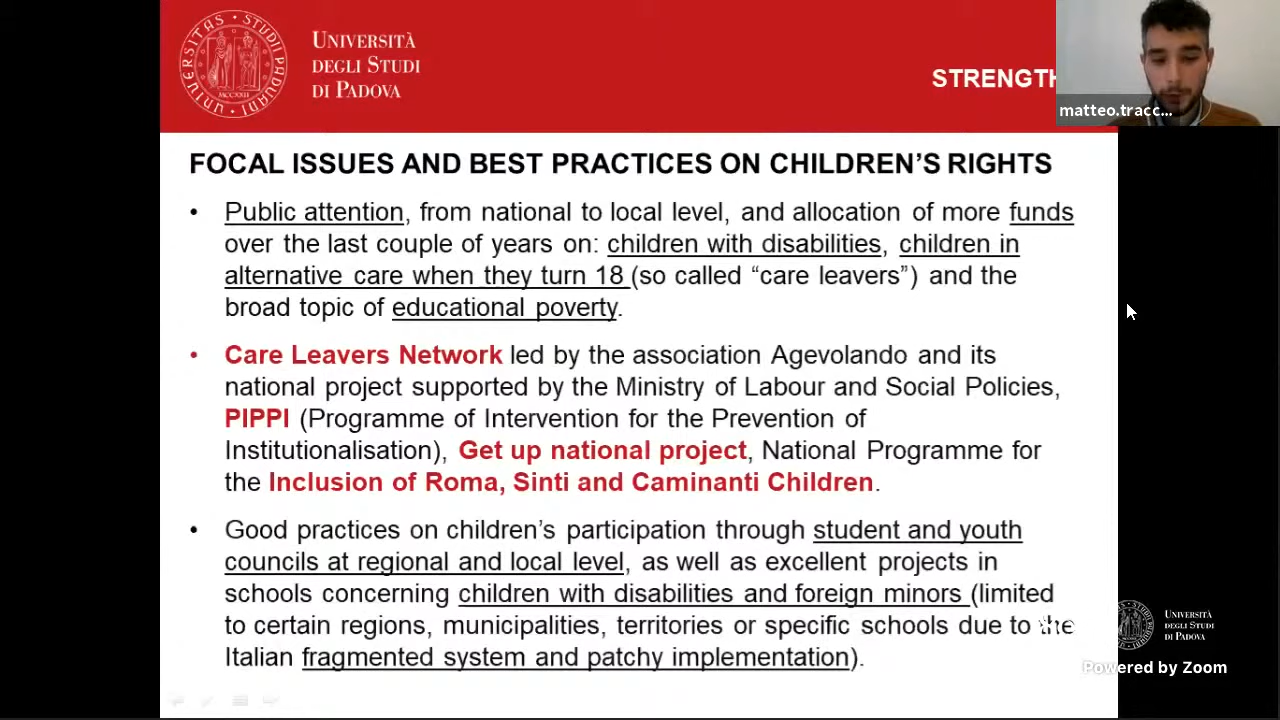 UNIVERSITÀ
DEGLI STUDI
DI PADOVA
STRENGTH
matteo.tracc...
FOCAL ISSUES AND BEST PRACTICES ON CHILDREN'S RIGHTS
• Public attention, from national to local level, and allocation of more funds
over the last couple of years on: children with disabilities, children in
alternative care when they turn 18 (so called “care leavers”) and the
broad topic of educational poverty.
• Care Leavers Network led by the association Agevolando and its
national project supported by the Ministry of Labour and Social Policies,
PIPPI (Programme of Intervention for the Prevention of
Institutionalisation), Get up national project, National Programme for
the Inclusion of Roma, Sinti and Caminanti Children.
• Good practices on children’s participation through student and youth
councils at regional and local level, as well as excellent projects in
schools concerning children with disabilities and foreign minors (limited
to certain regions, municipalities, territories or specific schools due to the
Italian fragmented system and patchy implementation).
UNIVERSITÀ
DEGLI STUDI
DI PADOVA
Powered by Zoom